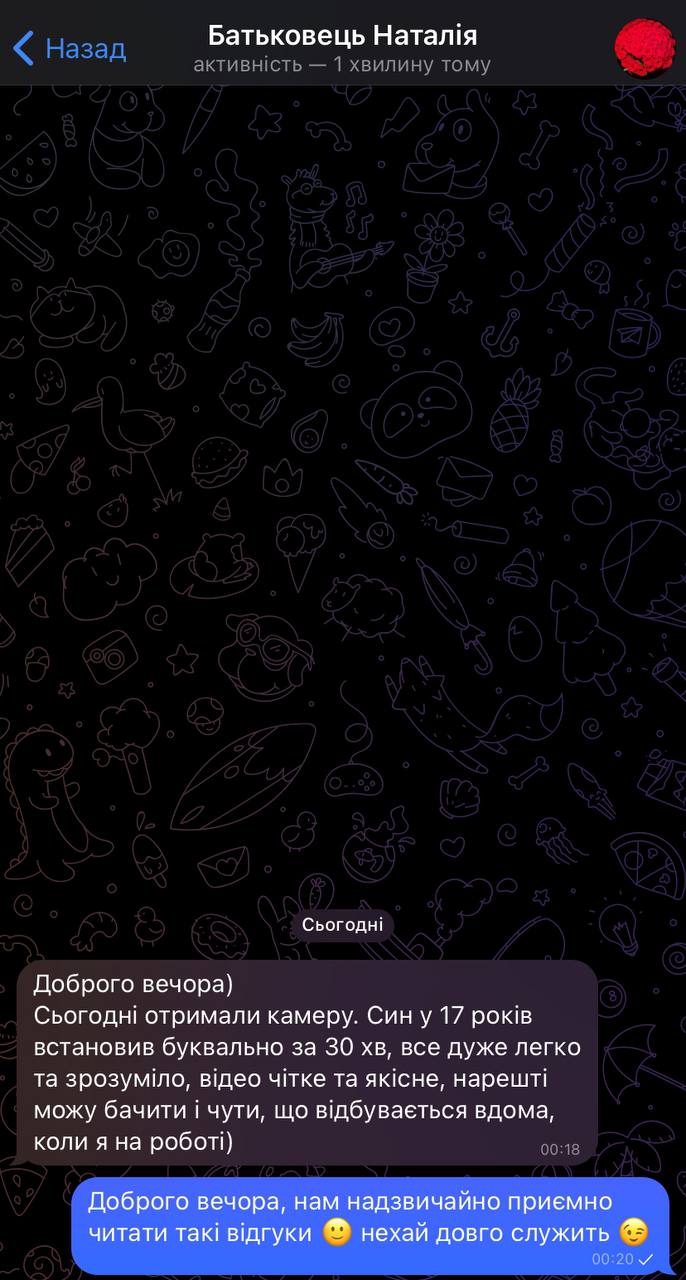 Батьковець Наталія
Назад
активність — 1 хвилину тому
Сьогодні
Доброго вечора)
Сьогодні отримали камеру. Син у 17 років
встановив буквально за 30 хв, все дуже легко
та зрозуміло, відео чітке та якісне, нарешті
можу бачити і чути, що відбувається вдома,
коли я на роботі)
00:18
Доброго вечора, нам надзвичайно приємно
читати такі відгуки 🙂 нехай довго служить 😉
00:20